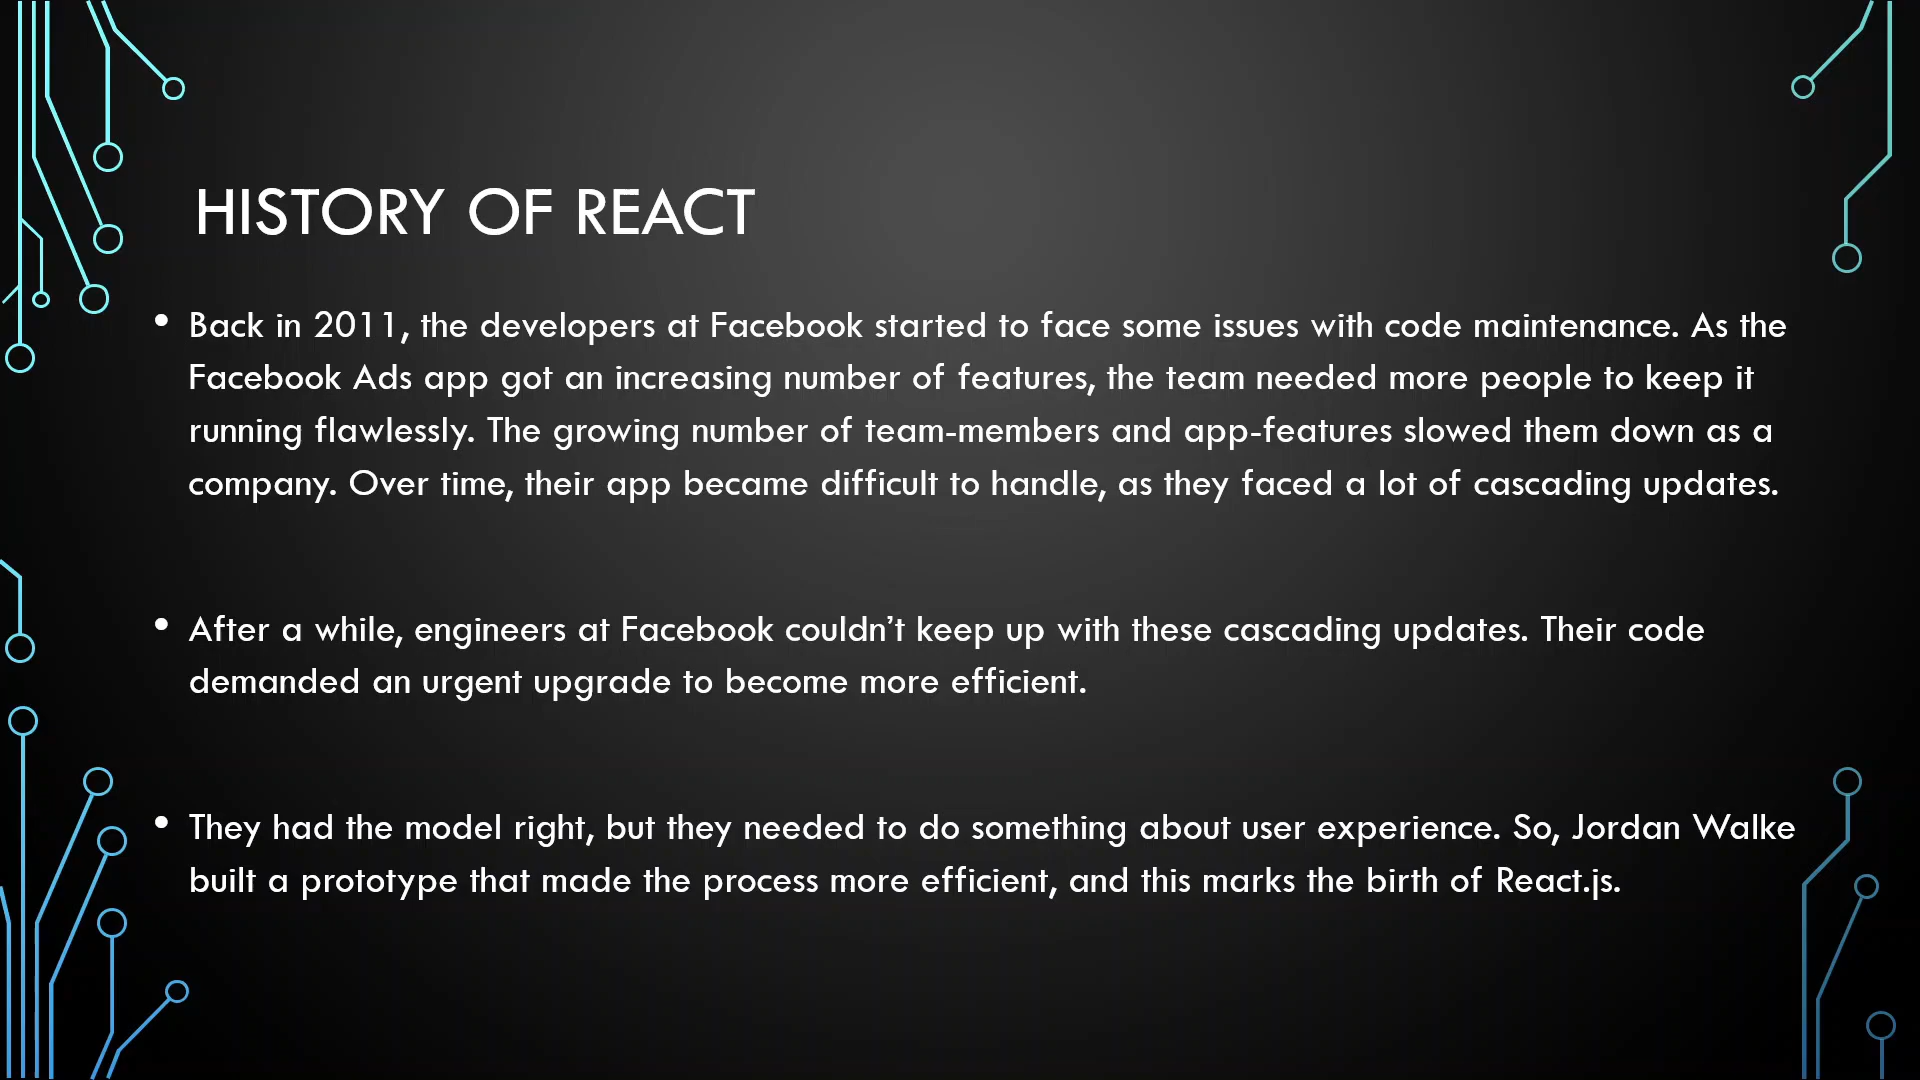 HISTORY OF REACT
• Back in 2011, the developers at Facebook started to face some issues with code maintenance. As the
Facebook Ads app got an increasing number of features, the team needed more people to keep it
running flawlessly. The growing number of team-members and app-features slowed them down as a
company. Over time, their app became difficult to handle, as they faced a lot of cascading updates.
• After a while, engineers at Facebook couldn’t keep up with these cascading updates. Their code
demanded an urgent upgrade to become more efficient.
• They had the model right, but they needed to do something about user experience. So, Jordan Walke
built a prototype that made the process more efficient, and this marks the birth of React.js.